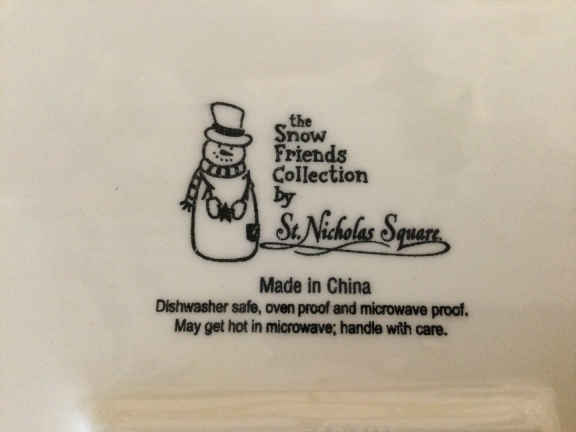 the
Snow
Friends
Collection
by
St. Nicholas Square
Made in China
Dishwasher safe, oven proof and microwave proof.
May get hot in microwave; handle with care.